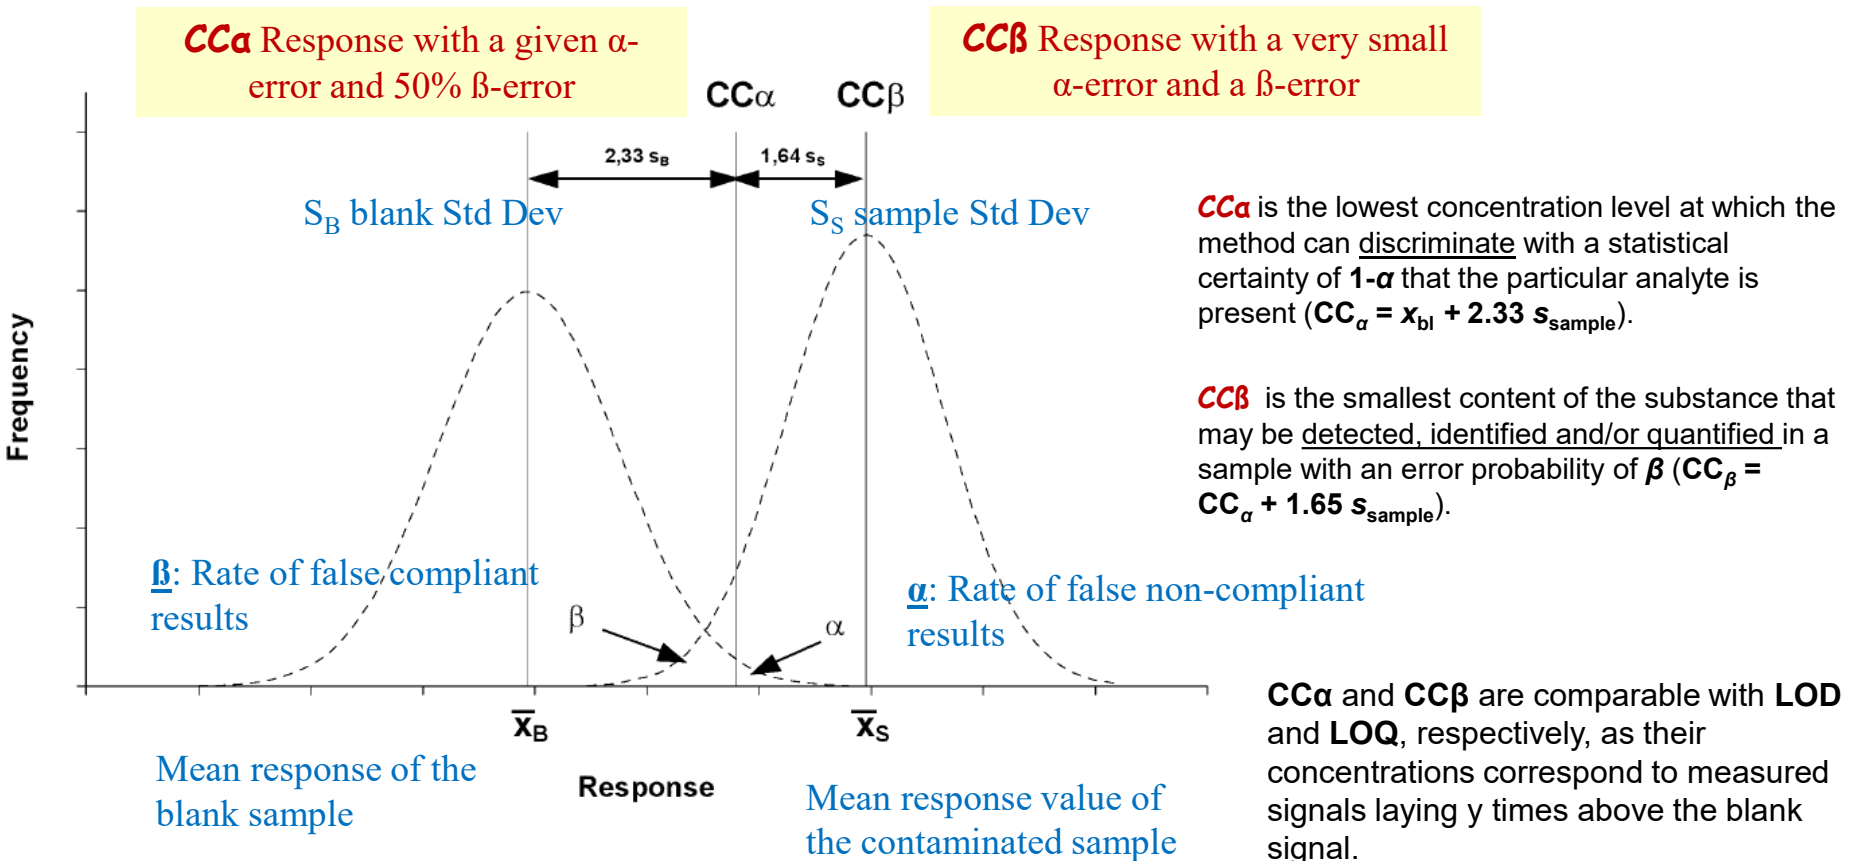 CCα Response with a given α-
error and 50% ß-error
CCß Response with a very small
α-error and a ß-error
CCα
CCβ
2,33 sB
1,64 sS
SB blank Std Dev
SS sample Std Dev
CCα is the lowest concentration level at which the
method can discriminate with a statistical
certainty of 1-α that the particular analyte is
present (CCα = xbl + 2.33 ssample).
CCß is the smallest content of the substance that
may be detected, identified and/or quantified in a
sample with an error probability of β (CCβ =
CCα + 1.65 ssample).
Frequency
ß: Rate of false compliant
results
β
α
α: Rate of false non-compliant
results
x̅B
x̅S
Response
Mean response of the
blank sample
Mean response value of
the contaminated sample
CCα and CCβ are comparable with LOD
and LOQ, respectively, as their
concentrations correspond to measured
signals laying y times above the blank
signal.